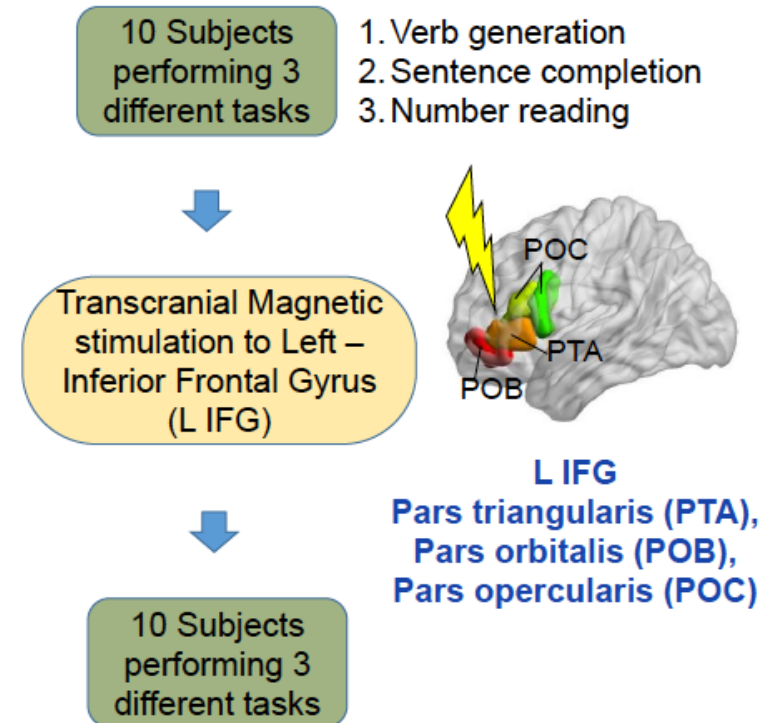 10 Subjects
performing 3
different tasks
1. Verb generation
2. Sentence completion
3. Number reading
Transcranial Magnetic
stimulation to Left –
Inferior Frontal Gyrus
(L IFG)
POC
PTA
POB
L IFG
Pars triangularis (PTA),
Pars orbitalis (POB),
Pars opercularis (POC)
10 Subjects
performing 3
different tasks